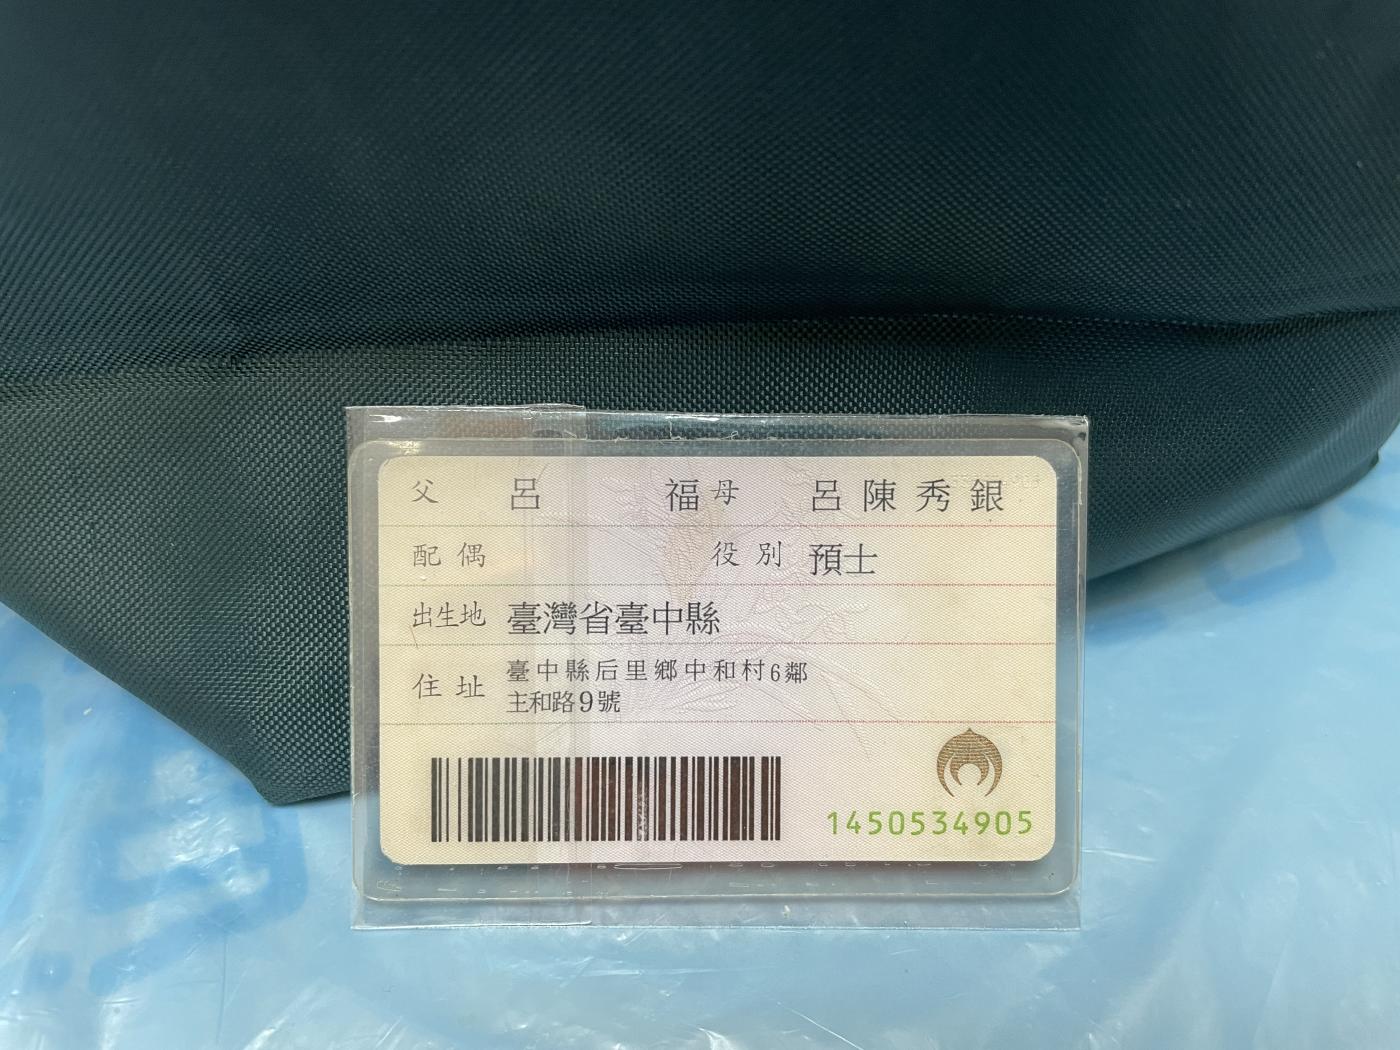 父 呂 福 母 呂陳秀銀
配偶 役別 預士
出生地 臺灣省臺中縣
住址 臺中縣后里鄉中和村6鄰
主和路9號
1450534905